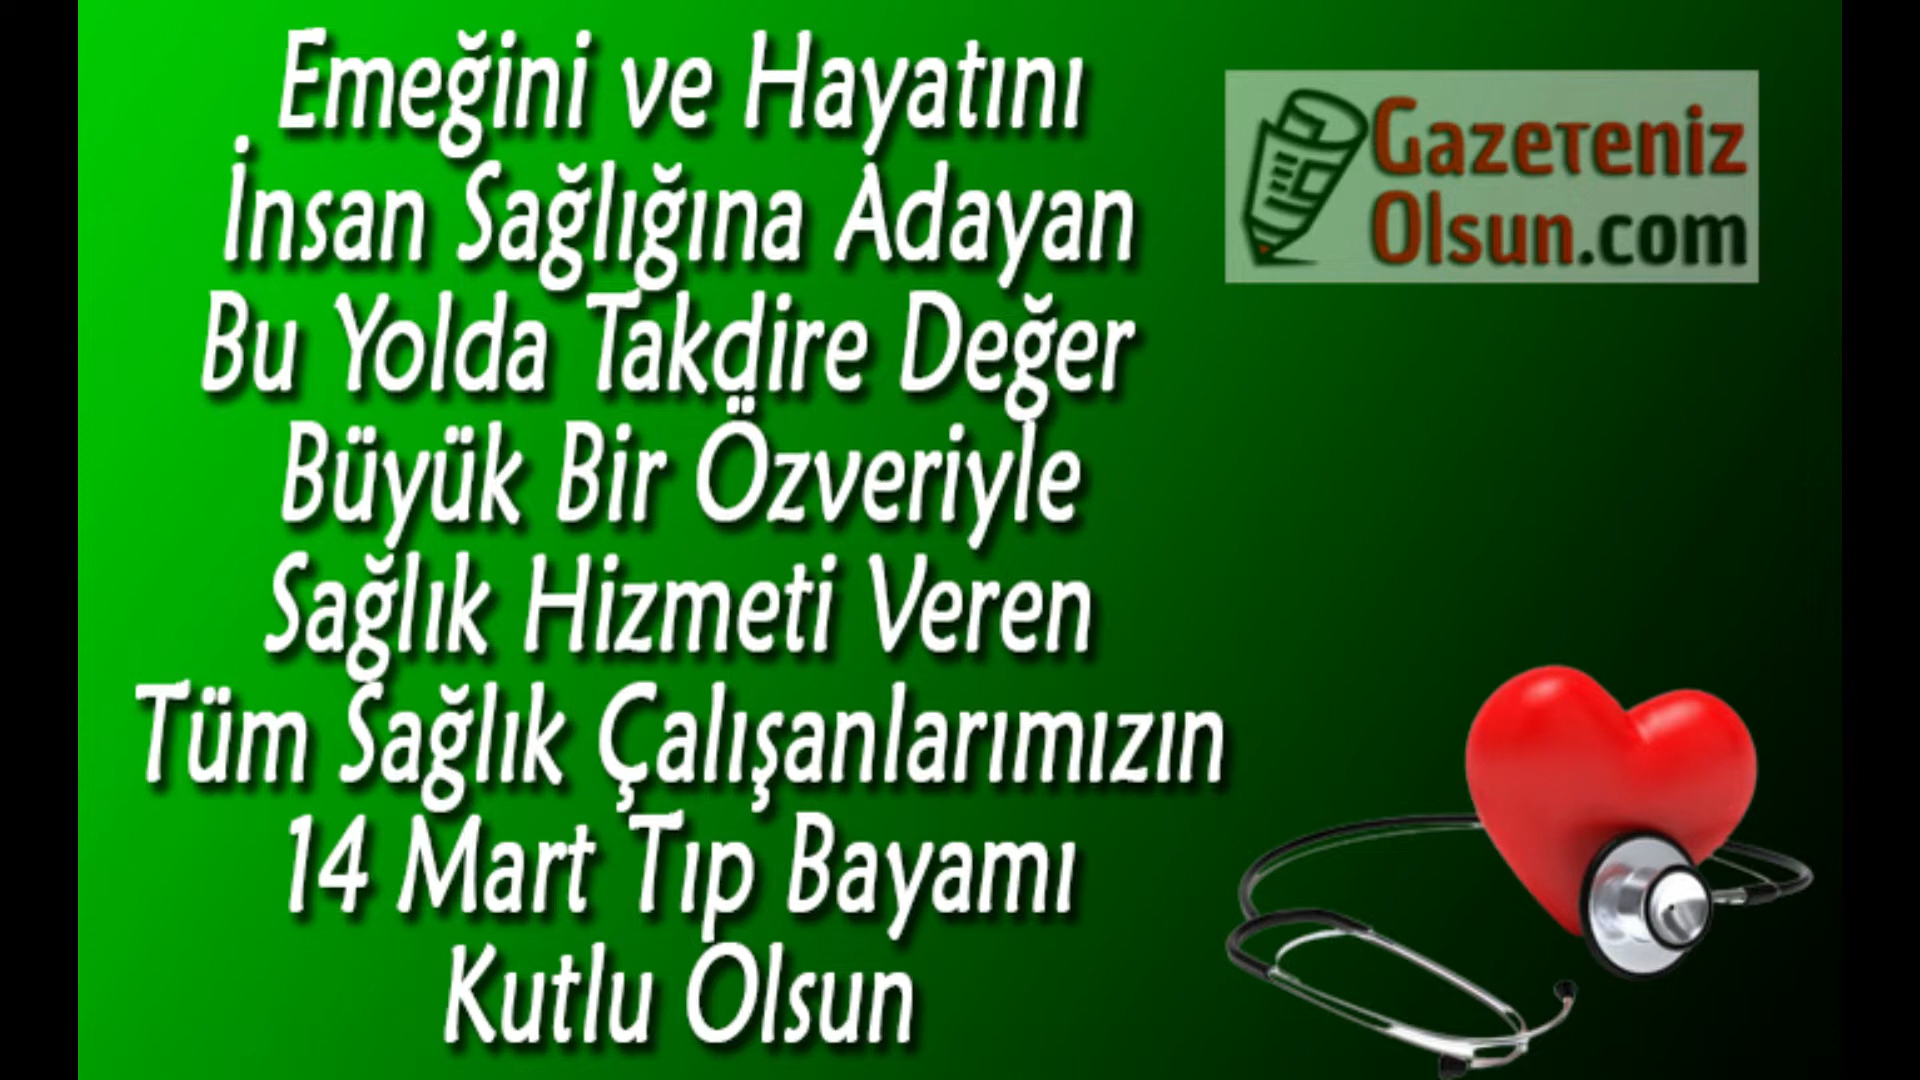 Emeğini ve Hayatını
İnsan Sağlığına Adayan
Bu Yolda Takdire Değer
Büyük Bir Özveriyle
Sağlık Hizmeti Veren
Tüm Sağlık Çalışanlarımızın
14 Mart Tıp Bayamı
Kutlu Olsun
Gazeteniz
Olsun.com